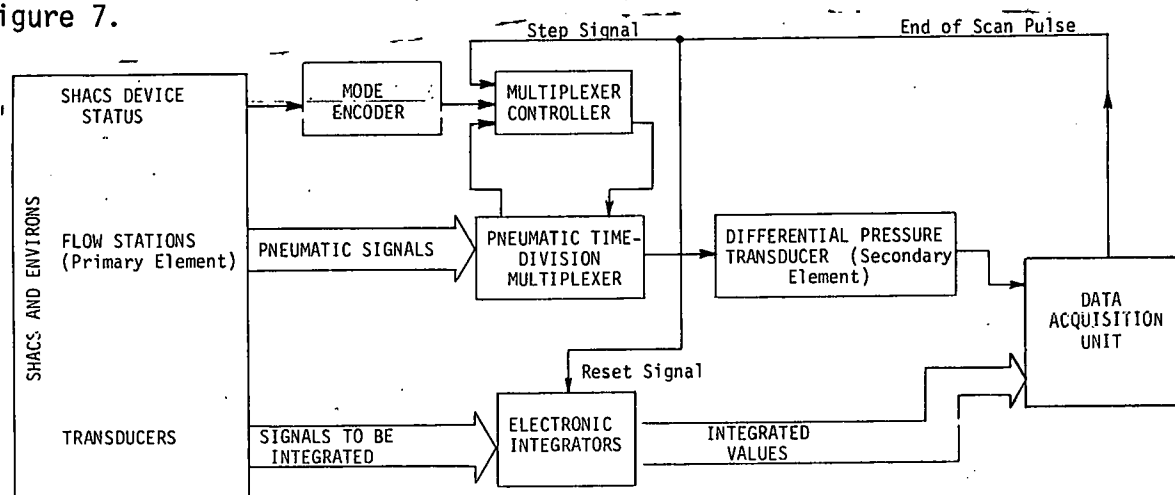 igure 7.
Step Signal
End of Scan Pulse
SHACS DEVICE
STATUS
MODE
ENCODER
MULTIPLEXER
CONTROLLER
SHACS AND ENVIRONS
FLOW STATIONS
(Primary Element)
PNEUMATIC SIGNALS
PNEUMATIC TIME-
DIVISION
MULTIPLEXER
DIFFERENTIAL PRESSURE
TRANSDUCER (Secondary
Element)
DATA
ACQUISITION
UNIT
Reset Signal
TRANSDUCERS
SIGNALS TO BE
INTEGRATED
ELECTRONIC
INTEGRATORS
INTEGRATED
VALUES